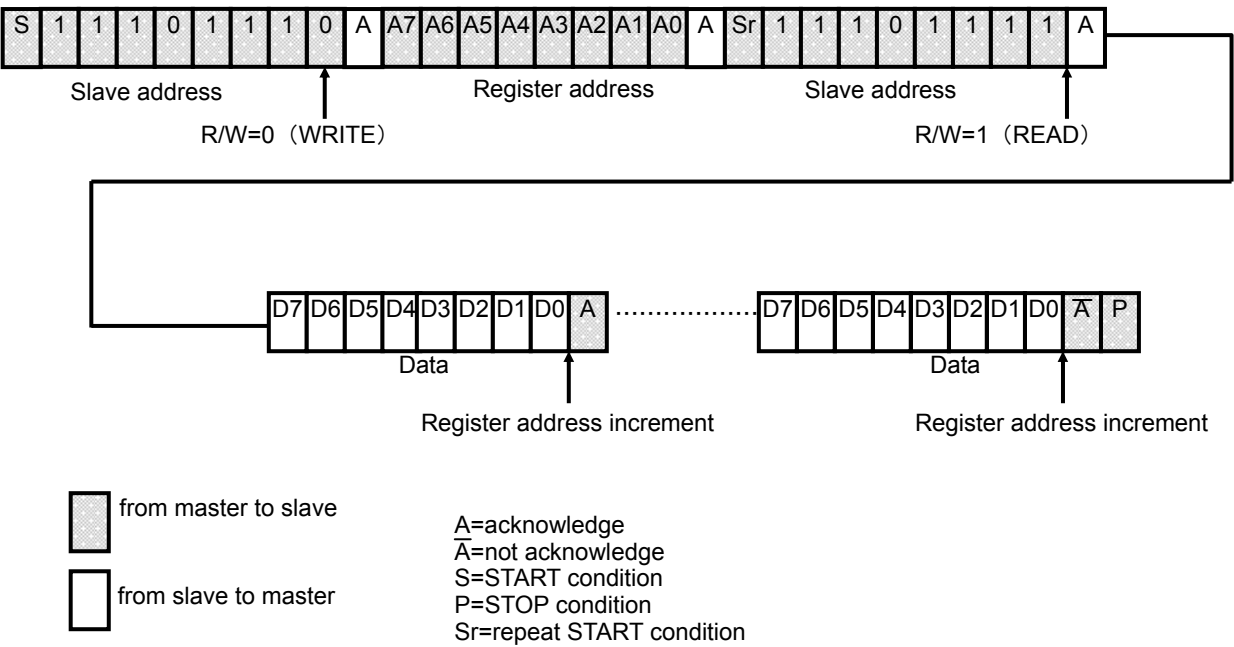 S 1 1 1 0 1 1 1 0 A A7 A6 A5 A4 A3 A2 A1 A0 A Sr 1 1 1 0 1 1 1 1 A
Slave address Register address Slave address
R/W=0（WRITE） R/W=1（READ）
D7 D6 D5 D4 D3 D2 D1 D0 A ·················· D7 D6 D5 D4 D3 D2 D1 D0 A̅ P
Data Data
Register address increment Register address increment
from master to slave
from slave to master
A=acknowledge
A̅=not acknowledge
S=START condition
P=STOP condition
Sr=repeat START condition